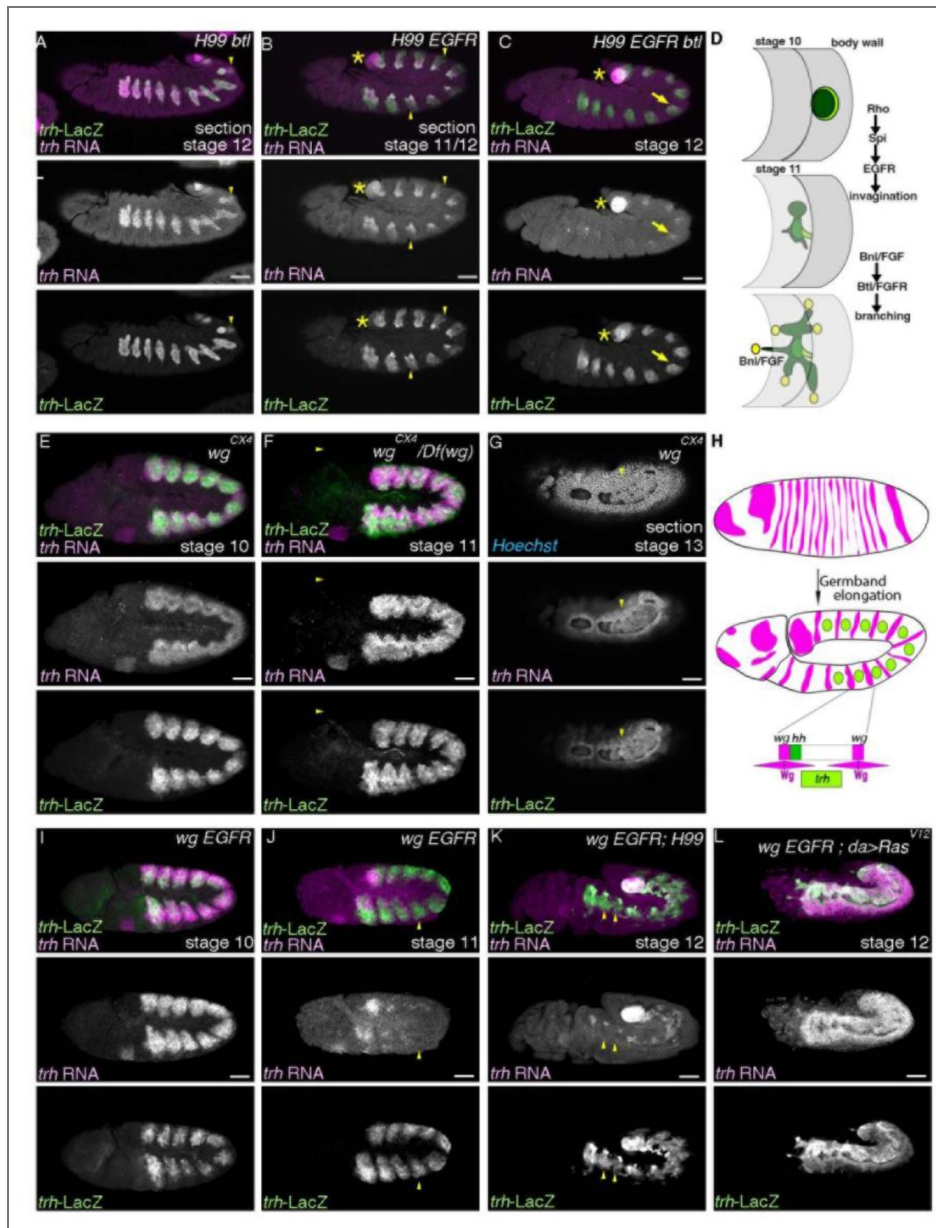 A
H99 btl
trh-LacZ
trh RNA
section
stage 12
trh RNA
trh-LacZ
B
H99 EGFR
*
trh-LacZ
trh RNA
section
stage 11/12
*
trh RNA
*
trh-LacZ
C
H99 EGFR btl
*
trh-LacZ
trh RNA
stage 12
*
trh RNA
*
trh-LacZ
D
stage 10
body wall
Rho
Spi
EGFR
invagination
stage 11
Bnl/FGF
Btl/FGFR
branching
Bnl/FGF
E
wg CX4
trh-LacZ
trh RNA
stage 10
trh RNA
trh-LacZ
F
wg CX4/Df(wg)
trh-LacZ
trh RNA
stage 11
trh RNA
trh-LacZ
G
wg CX4
Hoechst
section
stage 13
trh RNA
trh-LacZ
H
Germband
elongation
wg hh wg
Wg Wg
trh
I
wg EGFR
trh-LacZ
trh RNA
stage 10
trh RNA
trh-LacZ
J
wg EGFR
trh-LacZ
trh RNA
stage 11
trh RNA
trh-LacZ
K
wg EGFR; H99
trh-LacZ
trh RNA
stage 12
trh RNA
trh-LacZ
L
wg EGFR ; da>Ras V12
trh-LacZ
trh RNA
stage 12
trh RNA
trh-LacZ